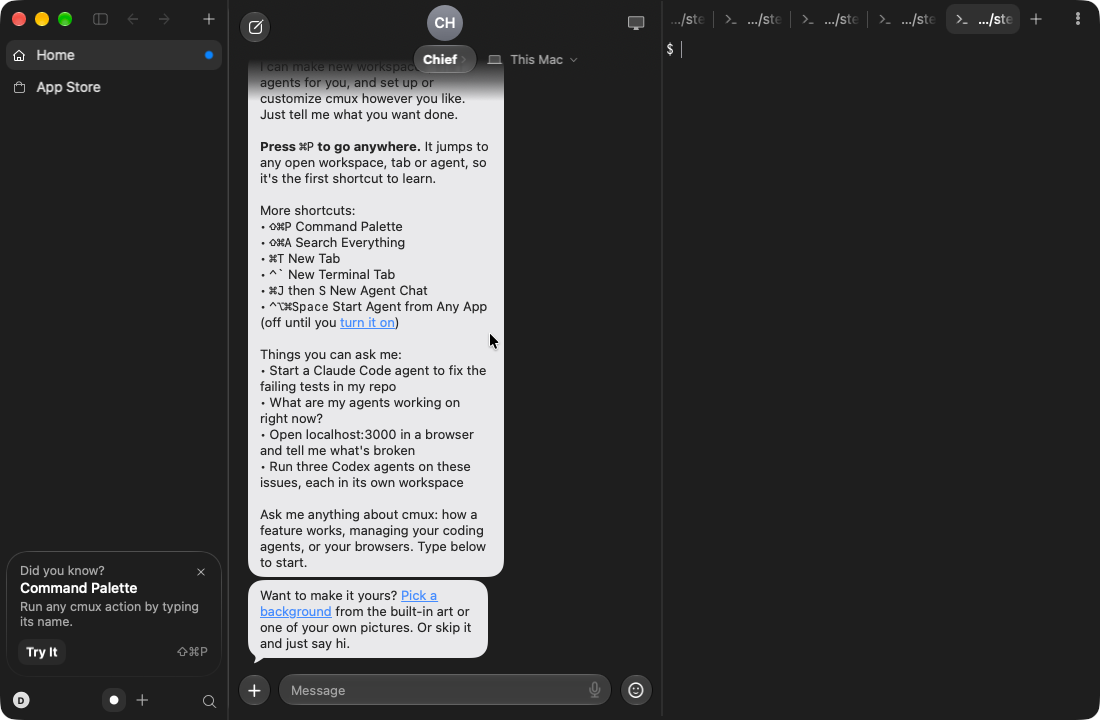 Home
App Store
Did you know?
Command Palette
Run any cmux action by typing
its name.
Try It
⇧⌘P
D
CH
Chief
This Mac
I can make new
agents for you, and set up or
customize cmux however you like.
Just tell me what you want done.
Press ⌘P to go anywhere. It jumps to
any open workspace, tab or agent, so
it's the first shortcut to learn.
More shortcuts:
• ⇧⌘P Command Palette
• ⇧⌘A Search Everything
• ⌘T New Tab
• ^` New Terminal Tab
• ⌘J then S New Agent Chat
• ^⌥⌘Space Start Agent from Any App
(off until you turn it on)
Things you can ask me:
• Start a Claude Code agent to fix the
failing tests in my repo
• What are my agents working on
right now?
• Open localhost:3000 in a browser
and tell me what's broken
• Run three Codex agents on these
issues, each in its own workspace
Ask me anything about cmux: how a
feature works, managing your coding
agents, or your browsers. Type below
to start.
Want to make it yours? Pick a
background from the built-in art or
one of your own pictures. Or skip it
and just say hi.
Message
.../ste
.../ste
.../ste
.../ste
.../ste
$